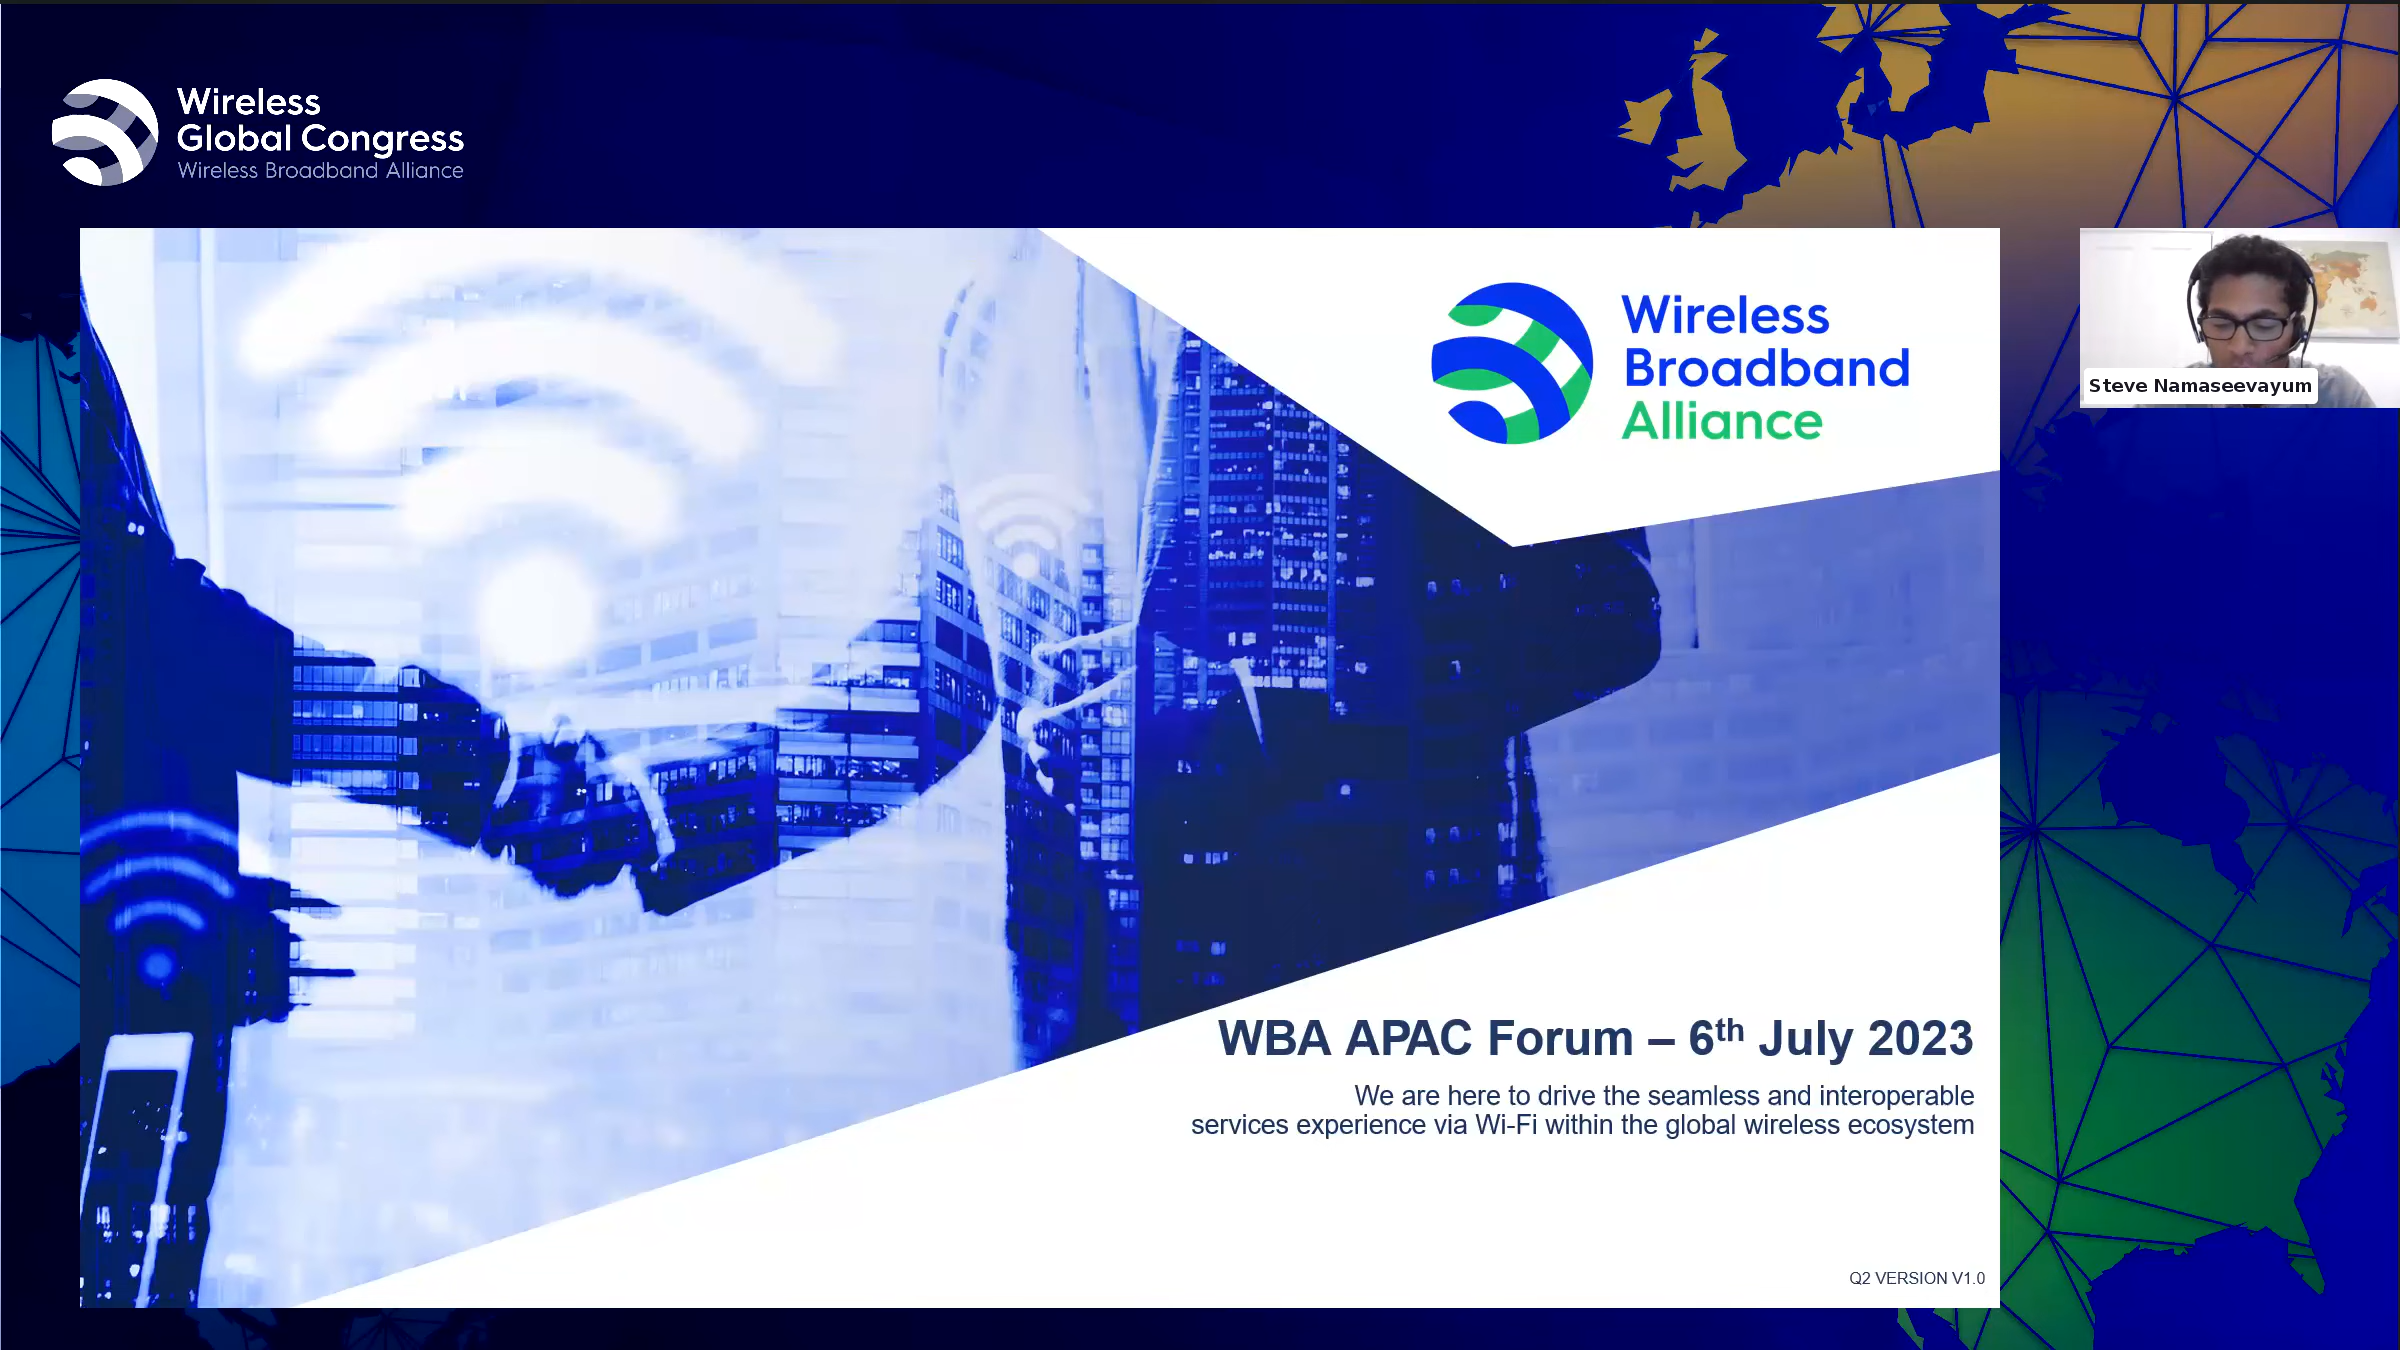 Wireless
Global Congress
Wireless Broadband Alliance
Wireless
Broadband
Alliance
Steve Namaseevayum
WBA APAC Forum – 6th July 2023
We are here to drive the seamless and interoperable
services experience via Wi-Fi within the global wireless ecosystem
Q2 VERSION V1.0